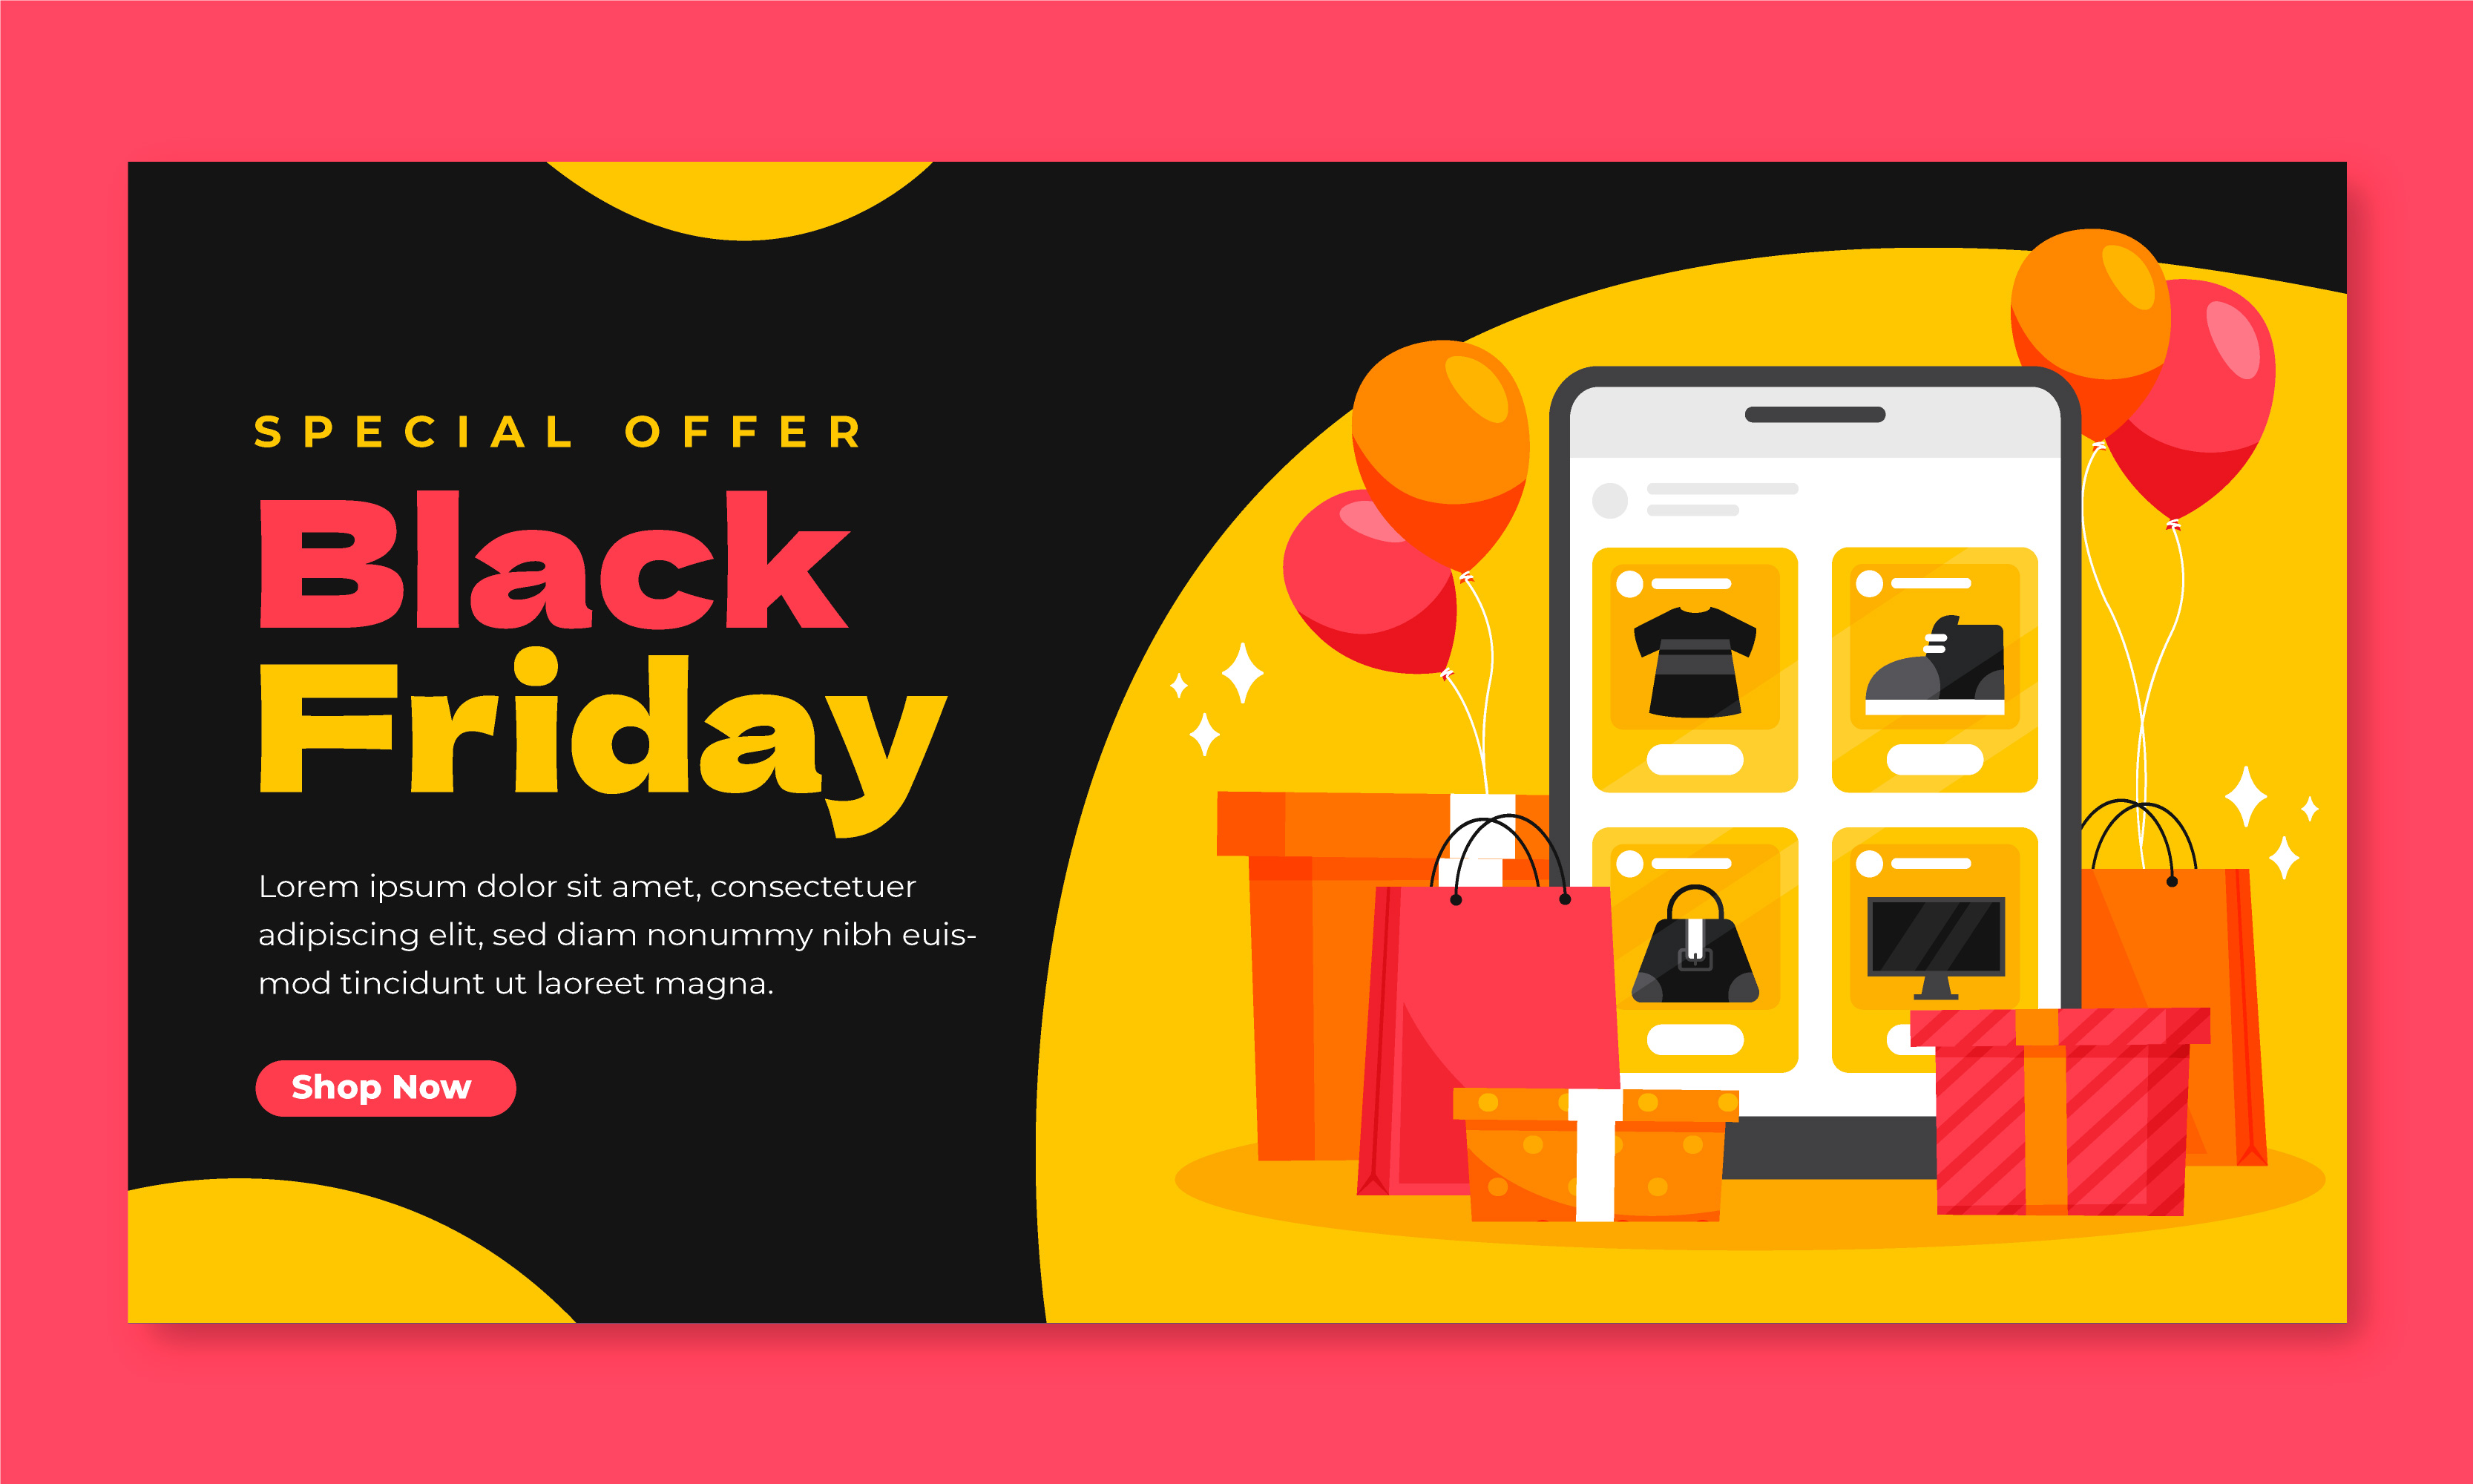 SPECIAL OFFER
Black
Friday
Lorem ipsum dolor sit amet, consectetuer
adipiscing elit, sed diam nonummy nibh euis-
mod tincidunt ut laoreet magna.
Shop Now